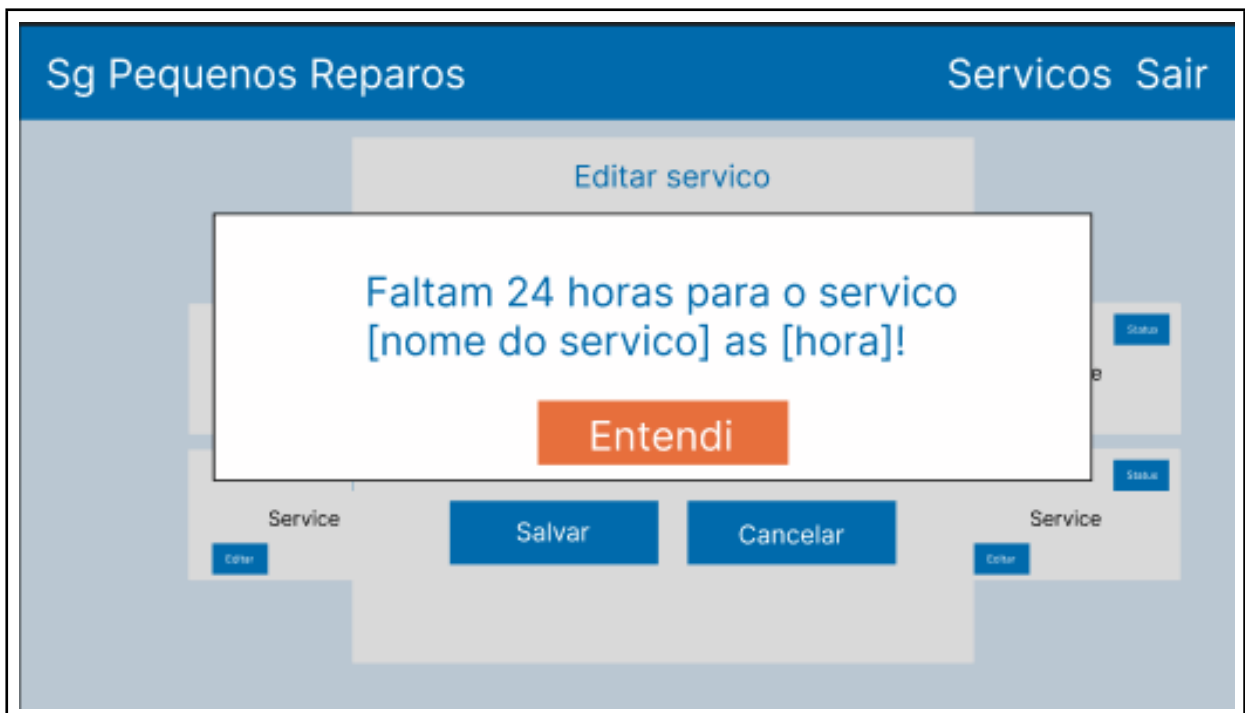 Sg Pequenos Reparos
Servicos Sair
Editar servico
Faltam 24 horas para o servico
[nome do servico] as [hora]!
Entendi
Status
e
Status
Service
Salvar
Cancelar
Service
Editar
Editar